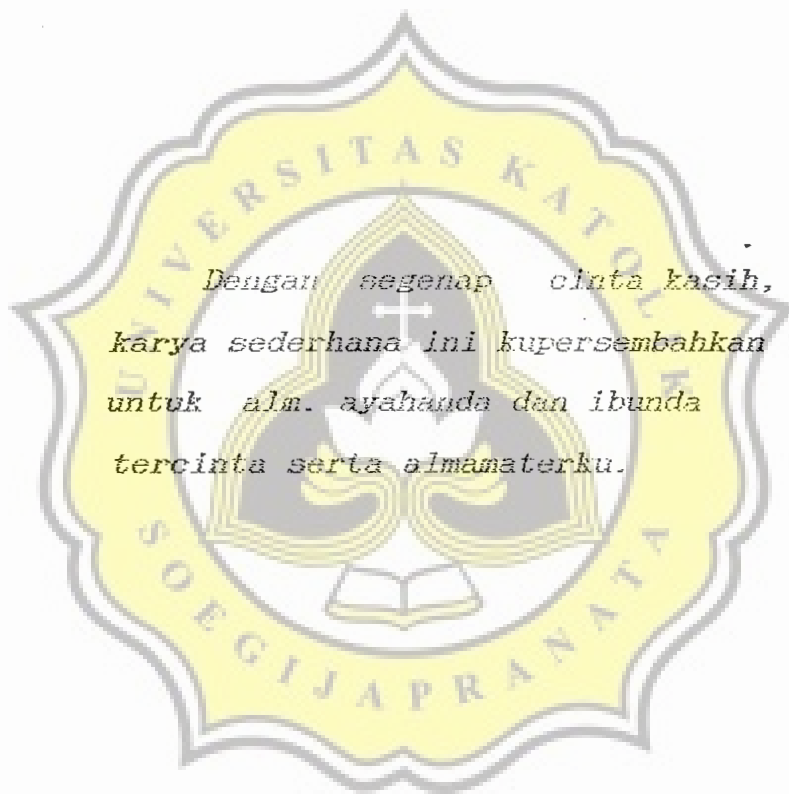 UNIVERSITAS KATOLIK
Dengan segenap cinta kasih,
karya sederhana ini kupersembahkan
untuk alm. ayahanda dan ibunda
tercinta serta almamaterku.
SOEGIJAPRANATA